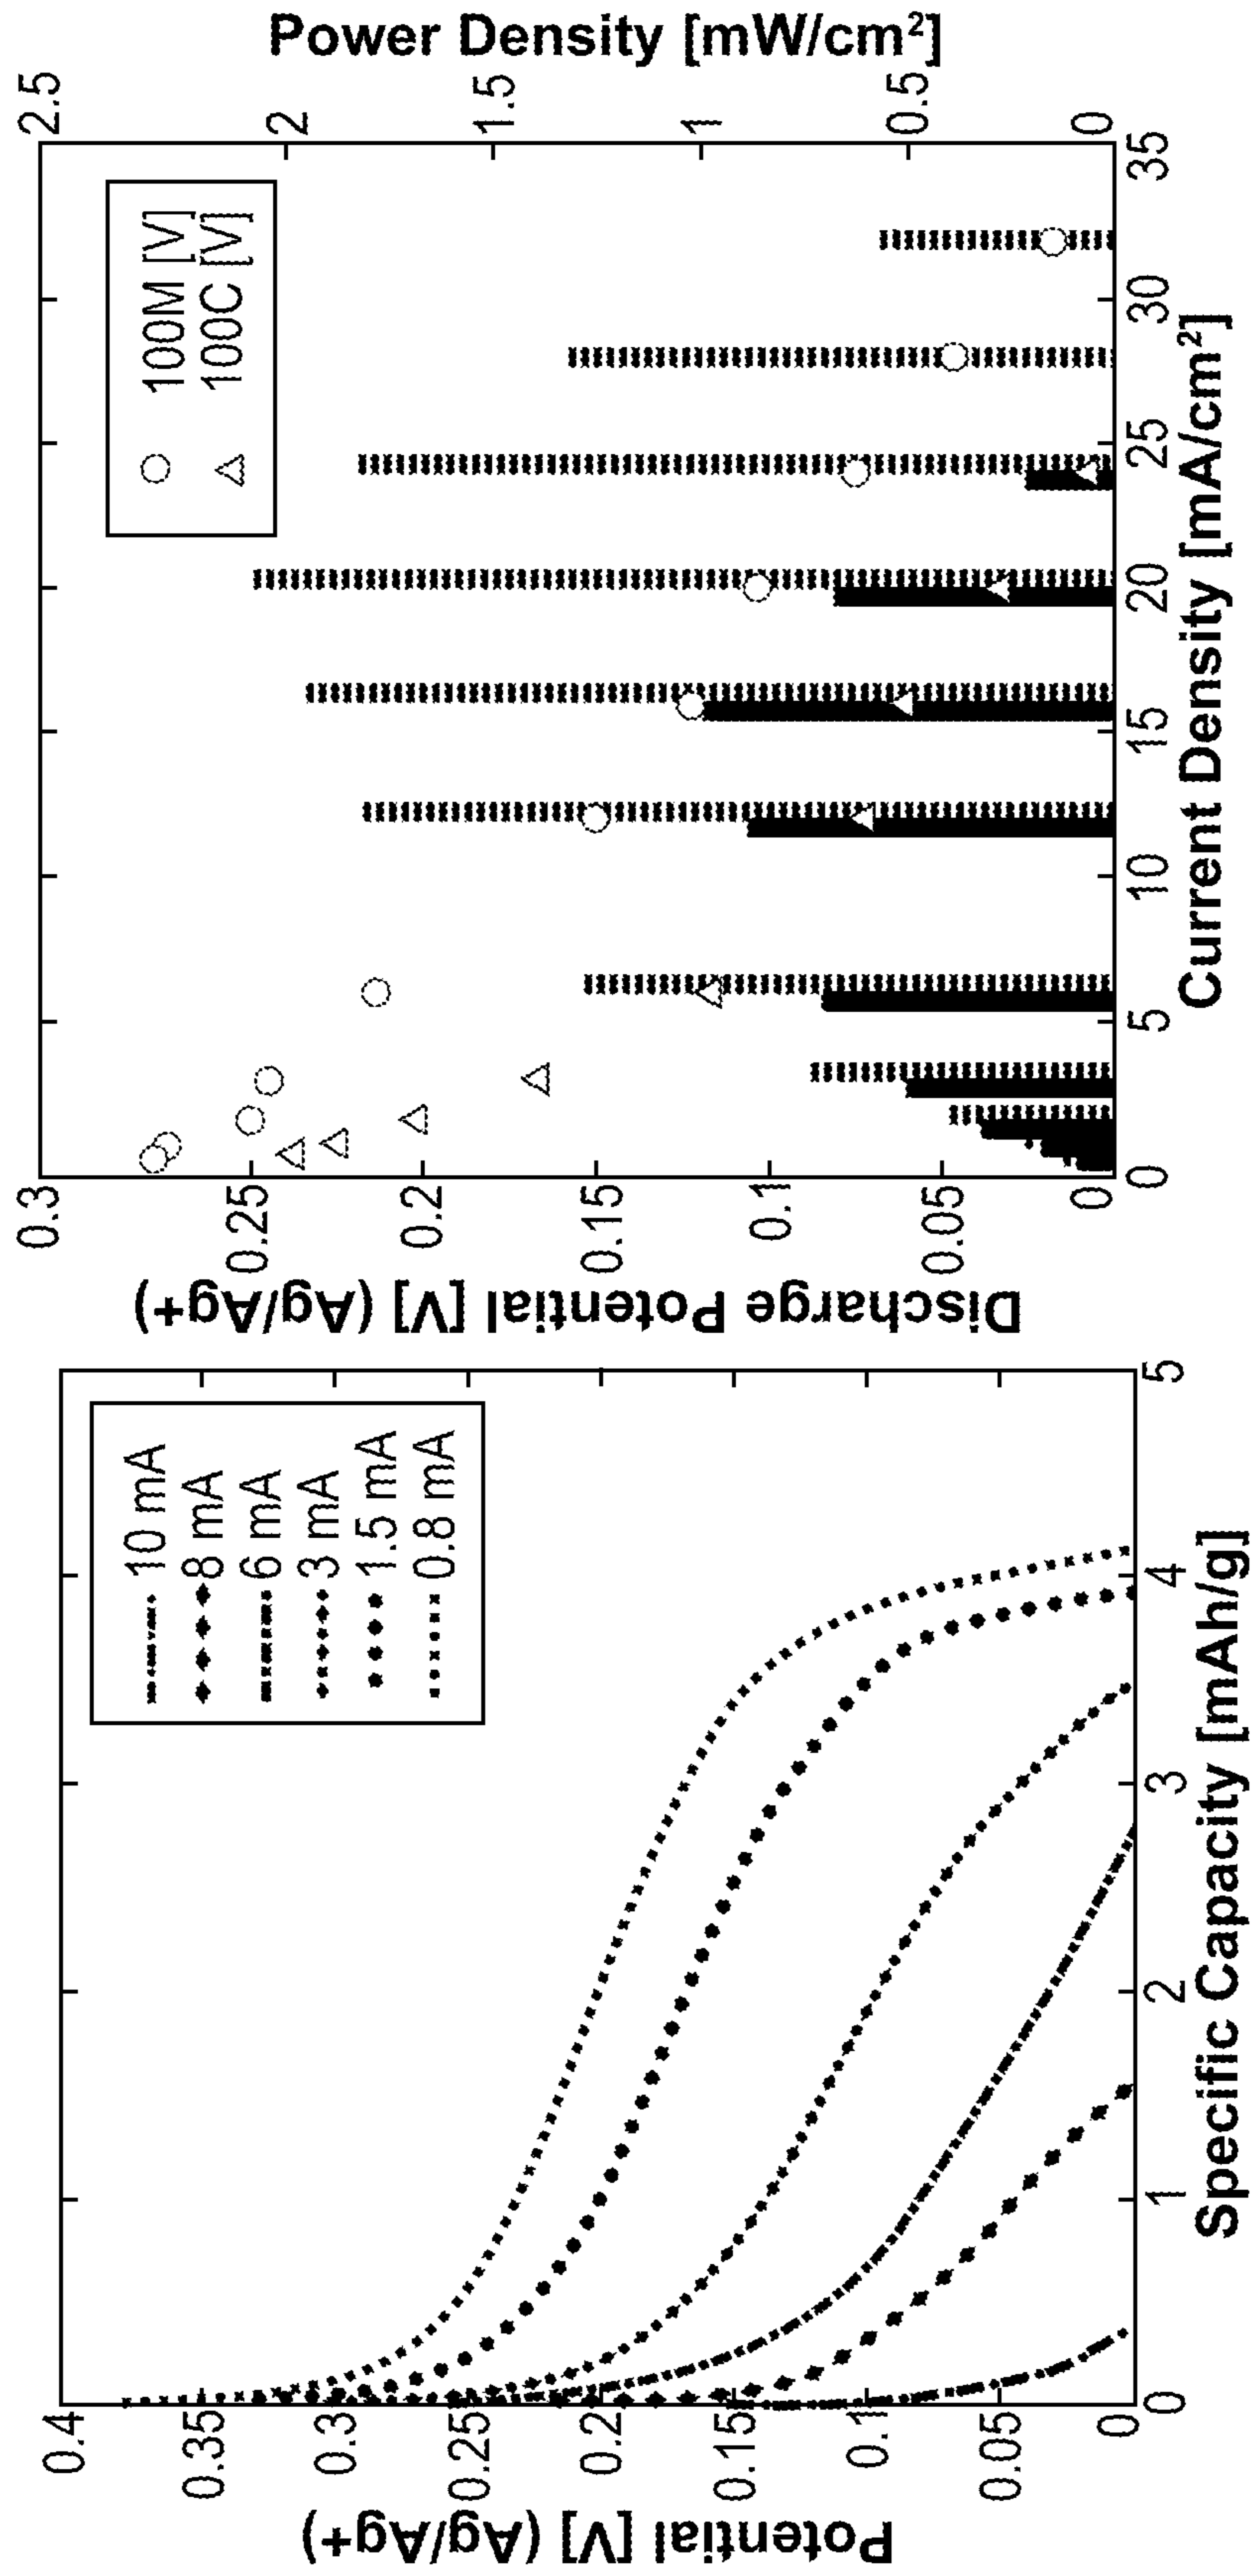 Potential [V] (Ag/Ag+)
0.4
0.35
0.3
0.25
0.2
0.15
0.1
0.05
0
10 mA
8 mA
6 mA
3 mA
1.5 mA
0.8 mA
0 1 2 3 4 5
Specific Capacity [mAh/g]
Discharge Potential [V] (Ag/Ag+)
0.3
0.25
0.2
0.15
0.1
0.05
0
100M [V]
100C [V]
2.5
2
1.5
1
0.5
0
Power Density [mW/cm²]
0 5 10 15 20 25 30 35
Current Density [mA/cm²]